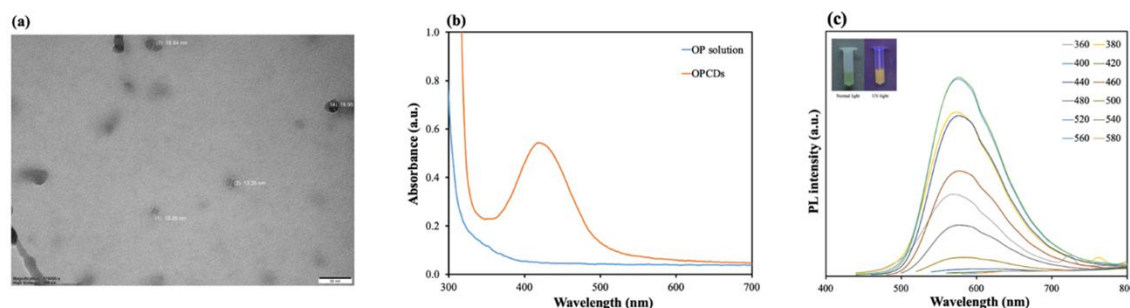 (a)
(b)
(c)
1.0
0.8
0.6
0.4
0.2
0.0
Absorbance (a.u.)
OP solution
OPCDs
300
400
500
600
700
Wavelength (nm)
PL intensity (a.u.)
Normal light
UV light
360
380
400
420
440
460
480
500
520
540
560
580
400
500
600
700
800
Wavelength (nm)